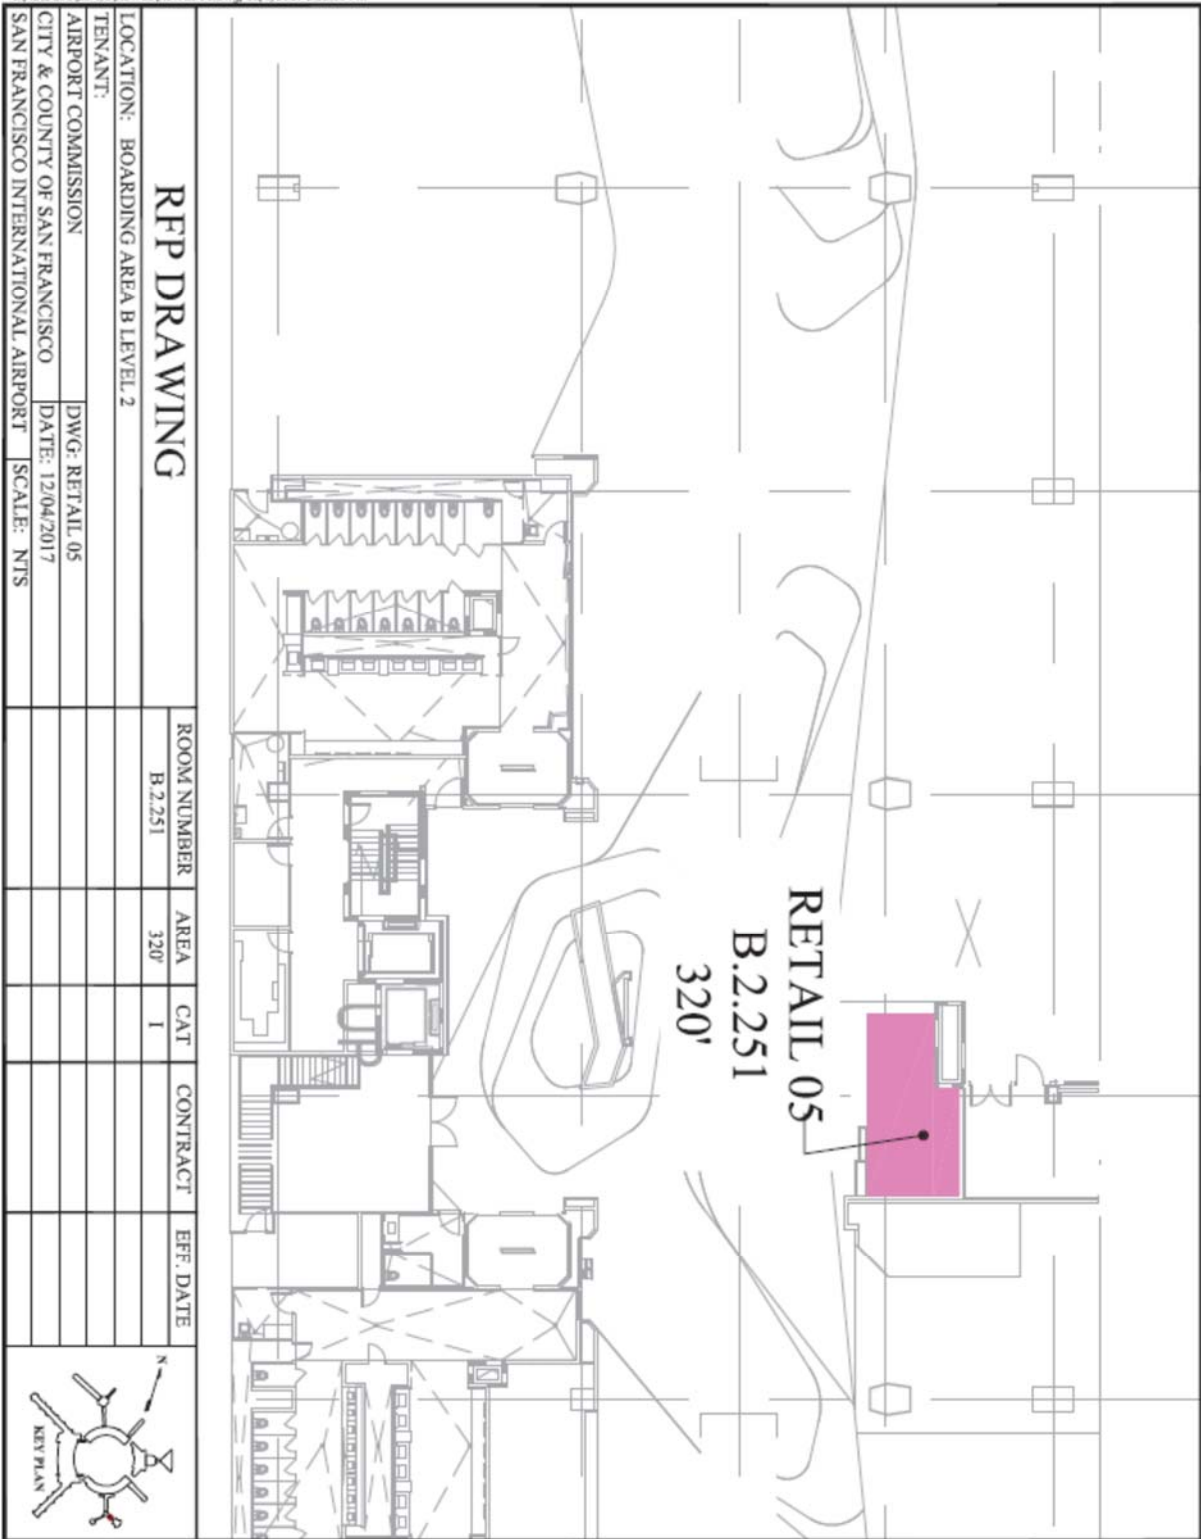 RETAIL 05
B.2.251
320'
RFP DRAWING
LOCATION: BOARDING AREA B LEVEL 2
TENANT:
AIRPORT COMMISSION
DWG: RETAIL 05
CITY & COUNTY OF SAN FRANCISCO
DATE: 12/04/2017
SAN FRANCISCO INTERNATIONAL AIRPORT
SCALE: NTS
ROOM NUMBER AREA CAT CONTRACT EFF. DATE
B.2.251 320' 1
N
KEY PLAN